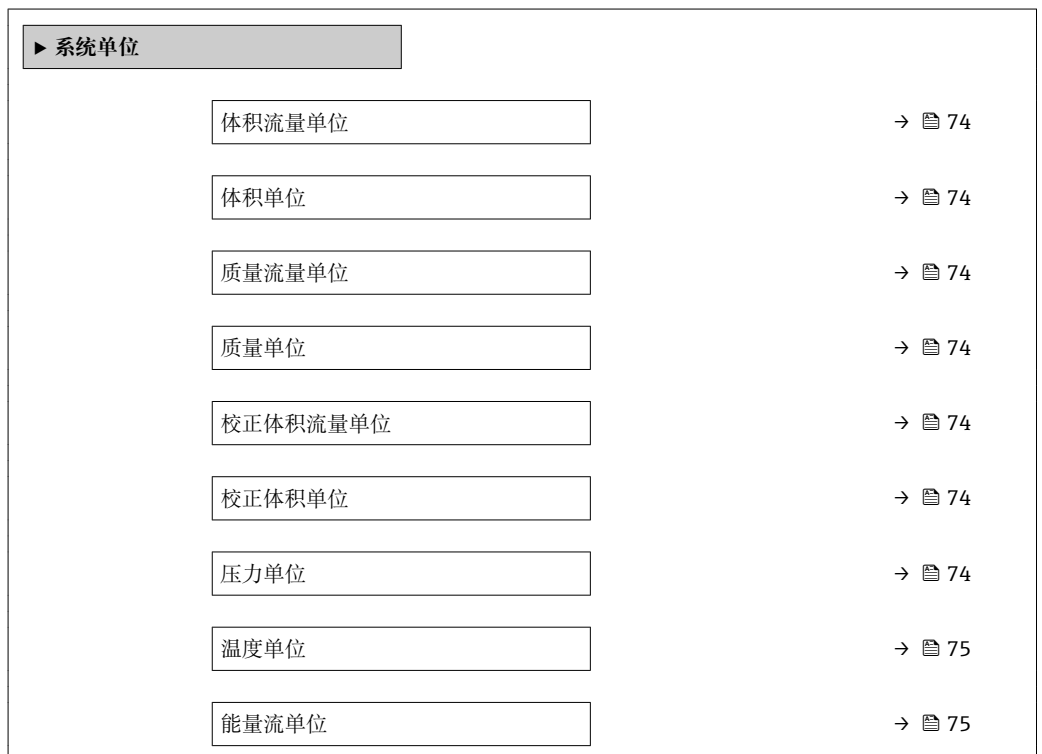 ▶ 系统单位
体积流量单位 → 🖹 74
体积单位 → 🖹 74
质量流量单位 → 🖹 74
质量单位 → 🖹 74
校正体积流量单位 → 🖹 74
校正体积单位 → 🖹 74
压力单位 → 🖹 74
温度单位 → 🖹 75
能量流单位 → 🖹 75